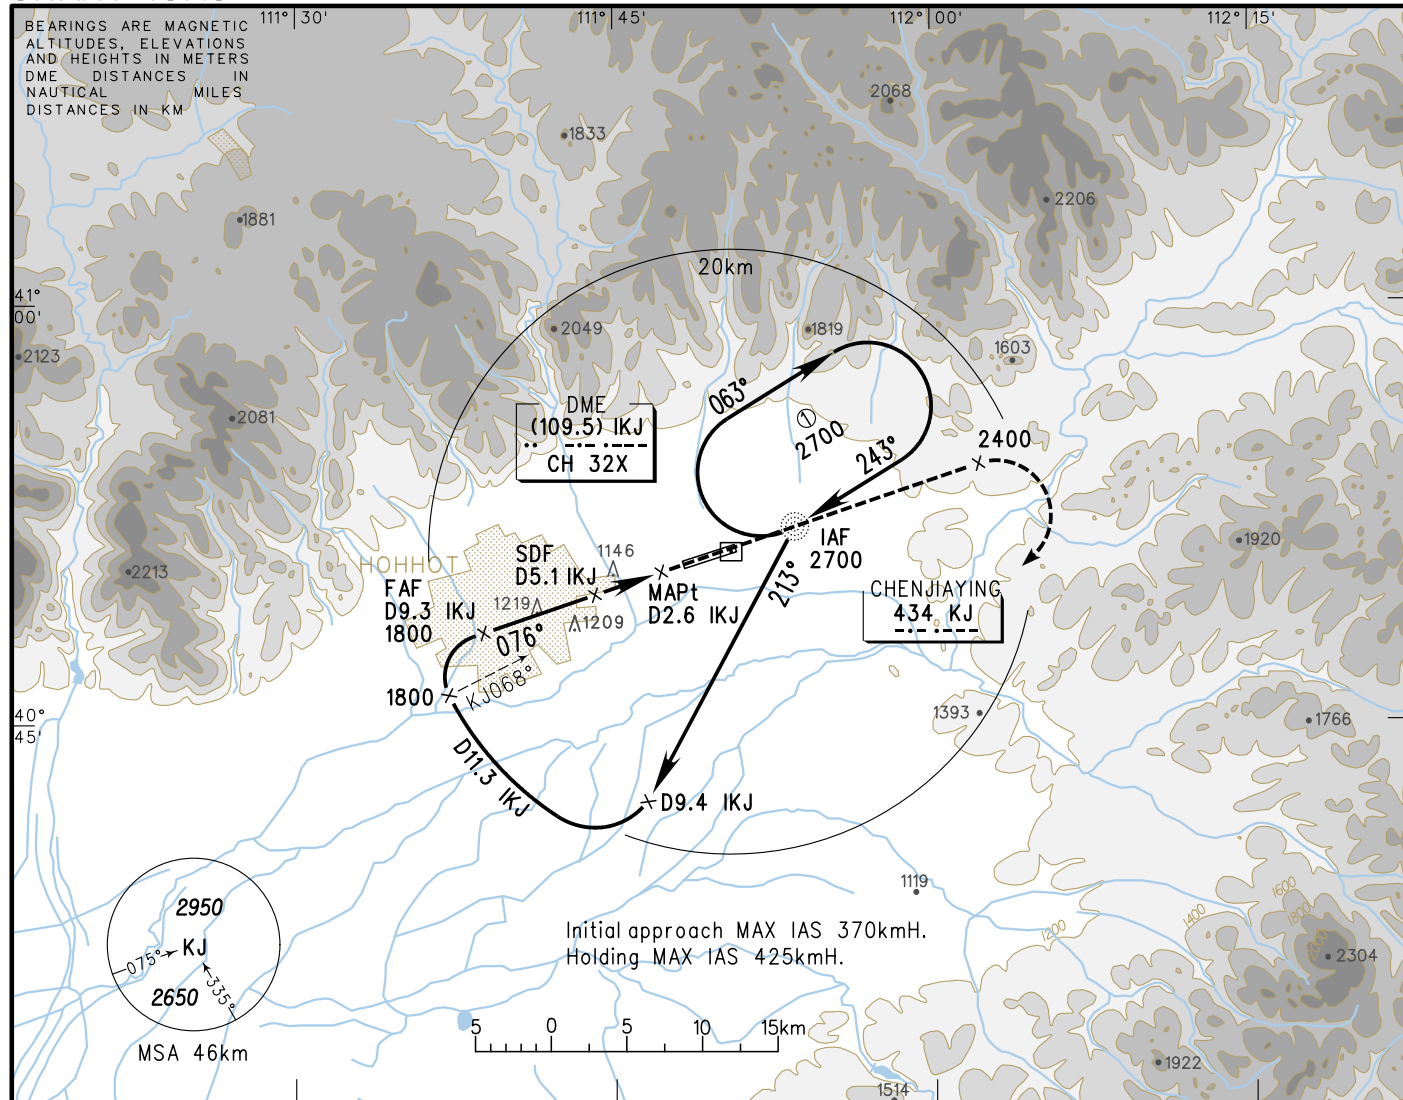 111° 30'
111° 45'
112° 00'
112° 15'
BEARINGS ARE MAGNETIC
ALTITUDES, ELEVATIONS
AND HEIGHTS IN METERS
DME DISTANCES IN
NAUTICAL MILES
DISTANCES IN KM
2068
1833
2206
1881
20km
41°
00'
2049
1819
2123
1603
2081
063°
①
2700
243°
2400
DME
(109.5) IKJ
CH 32X
1920
2213
HOHHOT
SDF
D5.1 IKJ
1146
IAF
2700
FAF
D9.3 IKJ
1800
1219
1209
MAPt
D2.6 IKJ
213°
CHENJIAYING
434 KJ
076°
KJ068°
1800
40°
45'
1393
1766
D11.3 IKJ
D9.4 IKJ
1119
1600
1400
1800
1200
2304
2950
KJ
075°
335°
2650
MSA 46km
Initial approach MAX IAS 370kmH.
Holding MAX IAS 425kmH.
5 0 5 10 15km
1922
1514